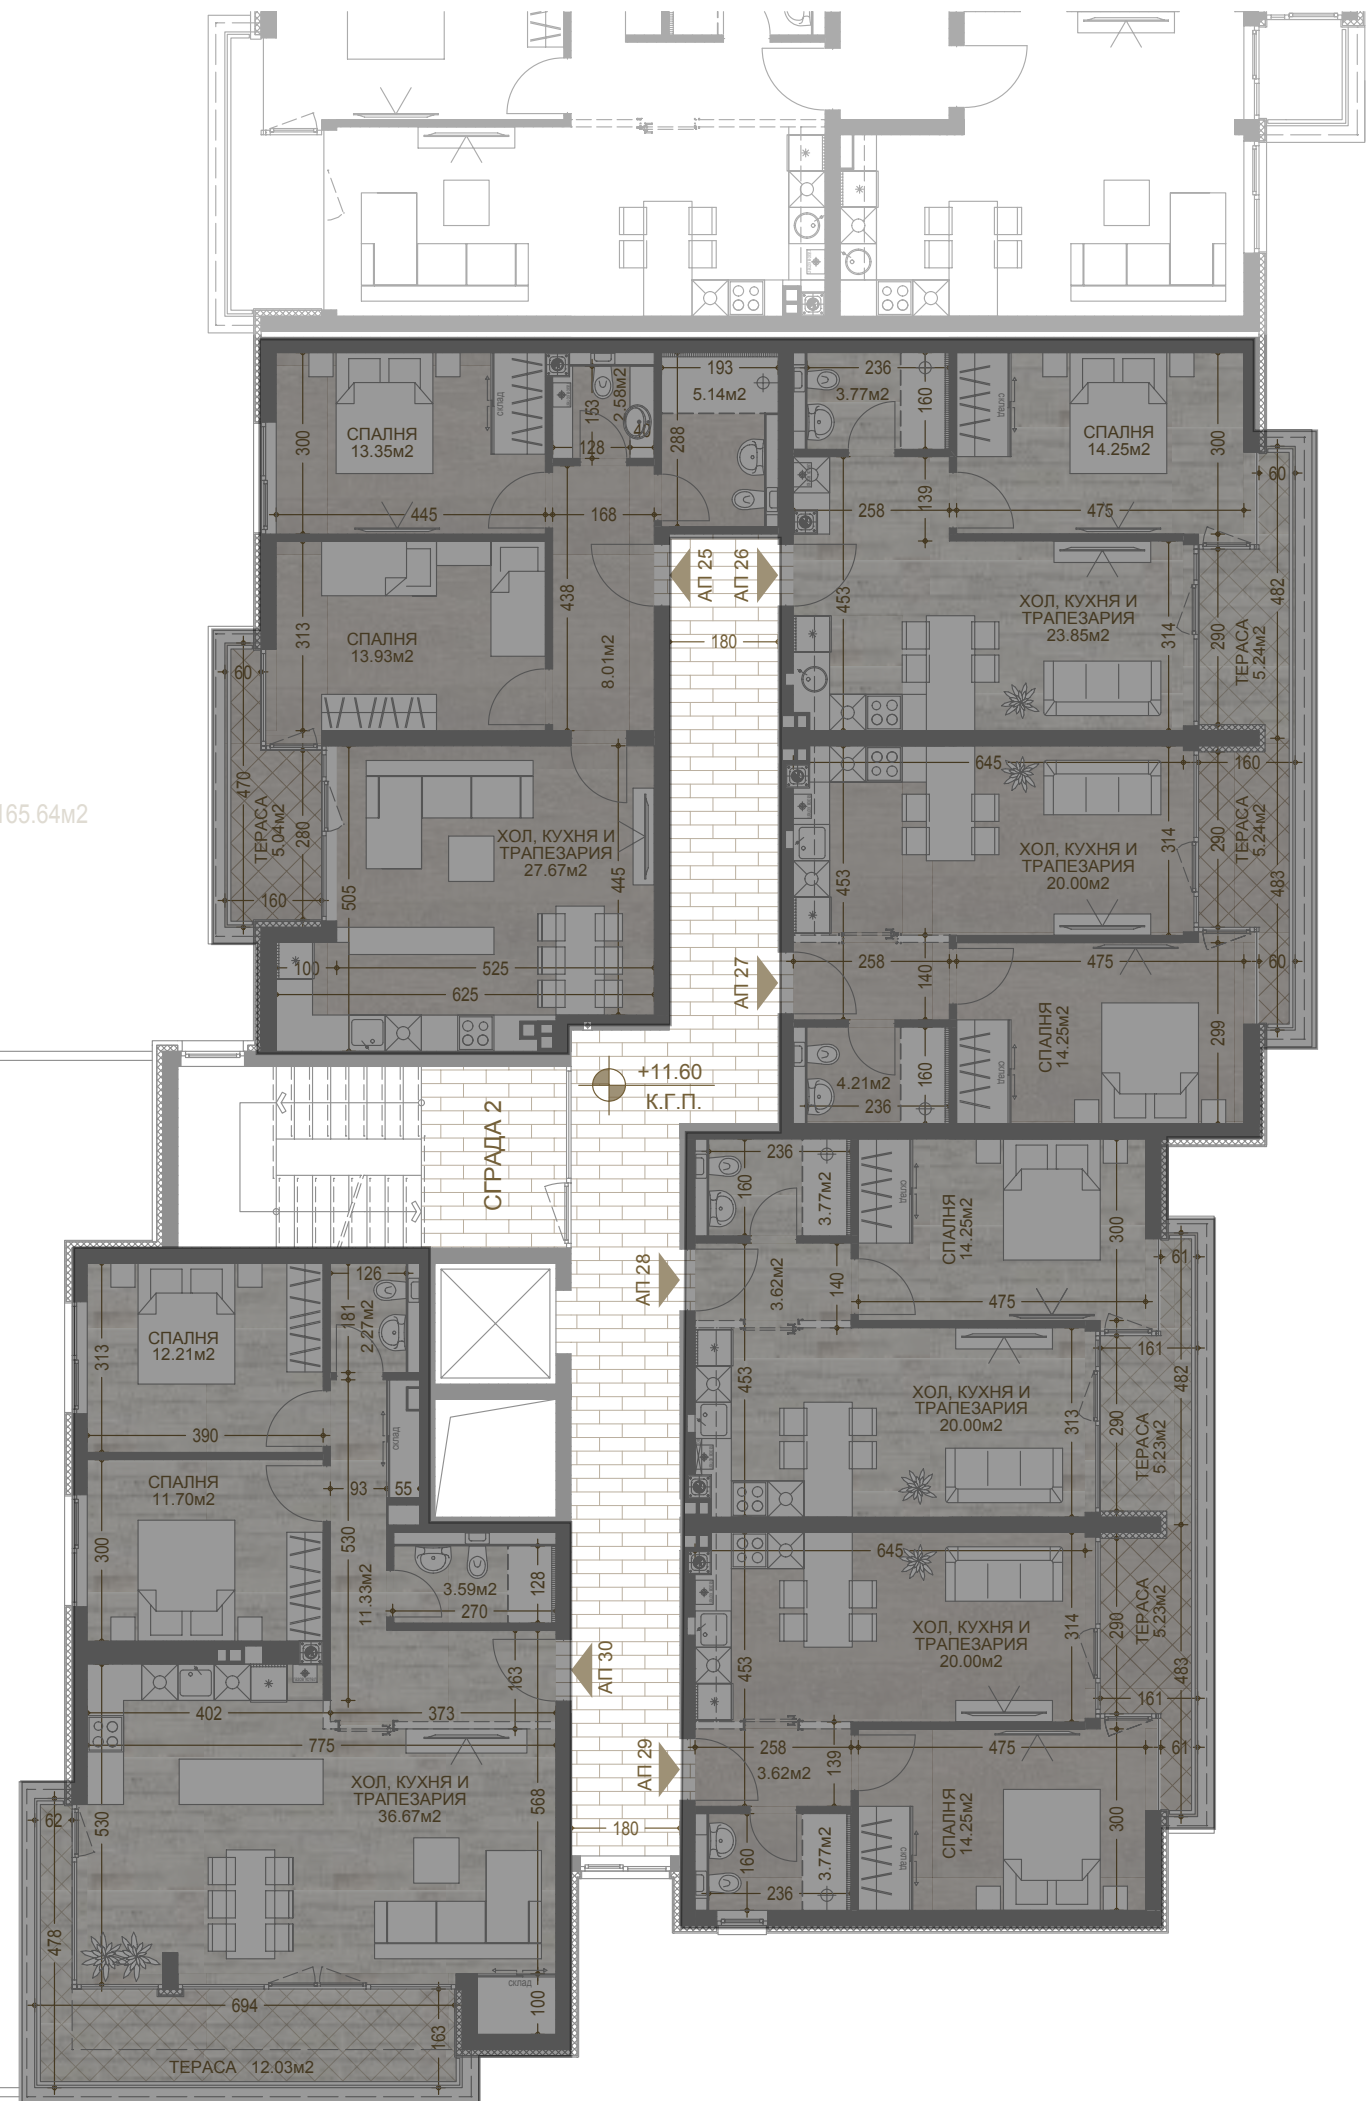 193
5.14м2
236
3.77м2
160
склад
СПАЛНЯ
14.25м2
300
60
СПАЛНЯ
13.35м2
300
склад
153
2.58м2
40
128
288
445
168
139
258
475
АП 25
АП 26
180
СПАЛНЯ
13.93м2
313
438
8.01м2
453
ХОЛ, КУХНЯ И
ТРАПЕЗАРИЯ
23.85м2
314
290
ТЕРАСА
5.24м2
482
60
470
ТЕРАСА
5.04м2
280
160
505
ХОЛ, КУХНЯ И
ТРАПЕЗАРИЯ
27.67м2
445
165.64м2
645
160
453
ХОЛ, КУХНЯ И
ТРАПЕЗАРИЯ
20.00м2
314
290
ТЕРАСА
5.24м2
483
100
525
625
АП 27
258
140
475
60
СПАЛНЯ
14.25м2
299
склад
4.21м2
160
236
+11.60
К.Г.П.
СГРАДА 2
236
160
3.77м2
склад
СПАЛНЯ
14.25м2
300
61
АП 28
3.62м2
140
475
161
482
126
181
2.27м2
СПАЛНЯ
12.21м2
313
390
453
ХОЛ, КУХНЯ И
ТРАПЕЗАРИЯ
20.00м2
313
290
ТЕРАСА
5.23м2
склад
93
55
СПАЛНЯ
11.70м2
300
530
11.33м2
3.59м2
128
270
645
453
ХОЛ, КУХНЯ И
ТРАПЕЗАРИЯ
20.00м2
314
290
ТЕРАСА
5.23м2
483
161
АП 30
163
402
373
775
АП 29
258
3.62м2
139
475
61
ХОЛ, КУХНЯ И
ТРАПЕЗАРИЯ
36.67м2
568
62
530
180
160
236
3.77м2
склад
СПАЛНЯ
14.25м2
300
478
склад
100
694
163
ТЕРАСА 12.03м2